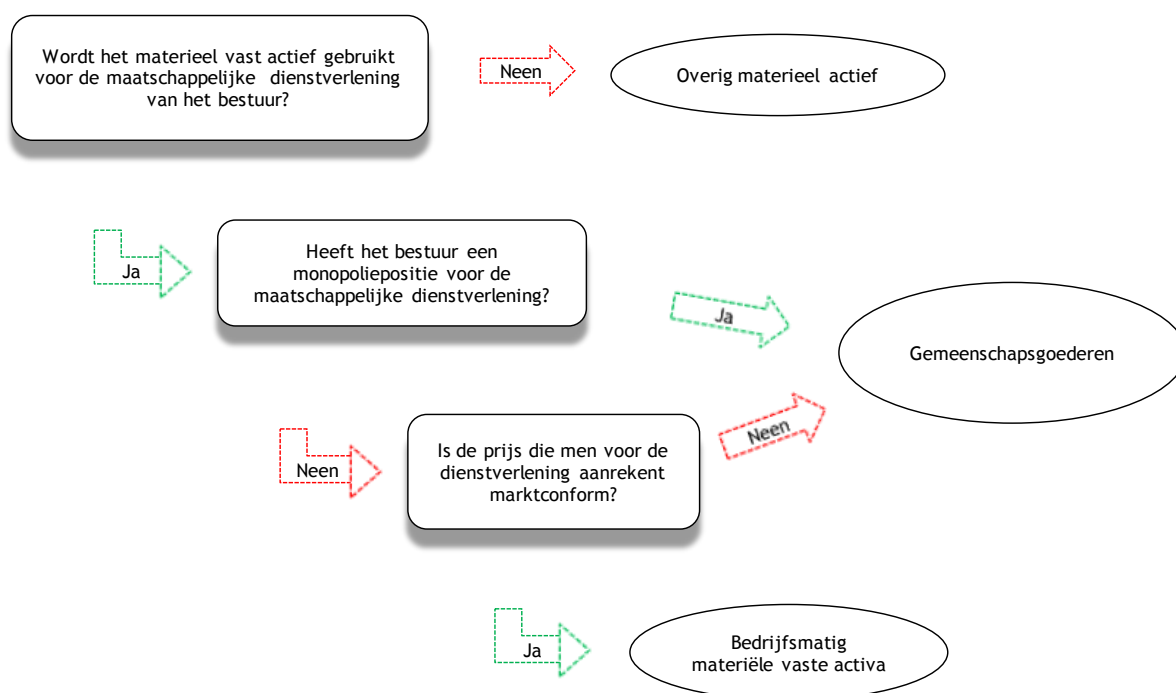 Wordt het materieel vast actief gebruikt
voor de maatschappelijke dienstverlening
van het bestuur?
Neen
Overig materieel actief
Ja
Heeft het bestuur een
monopoliepositie voor de
maatschappelijke dienstverlening?
Ja
Gemeenschapsgoederen
Neen
Is de prijs die men voor de
dienstverlening aanrekent
marktconform?
Neen
Ja
Bedrijfsmatig
materiële vaste activa